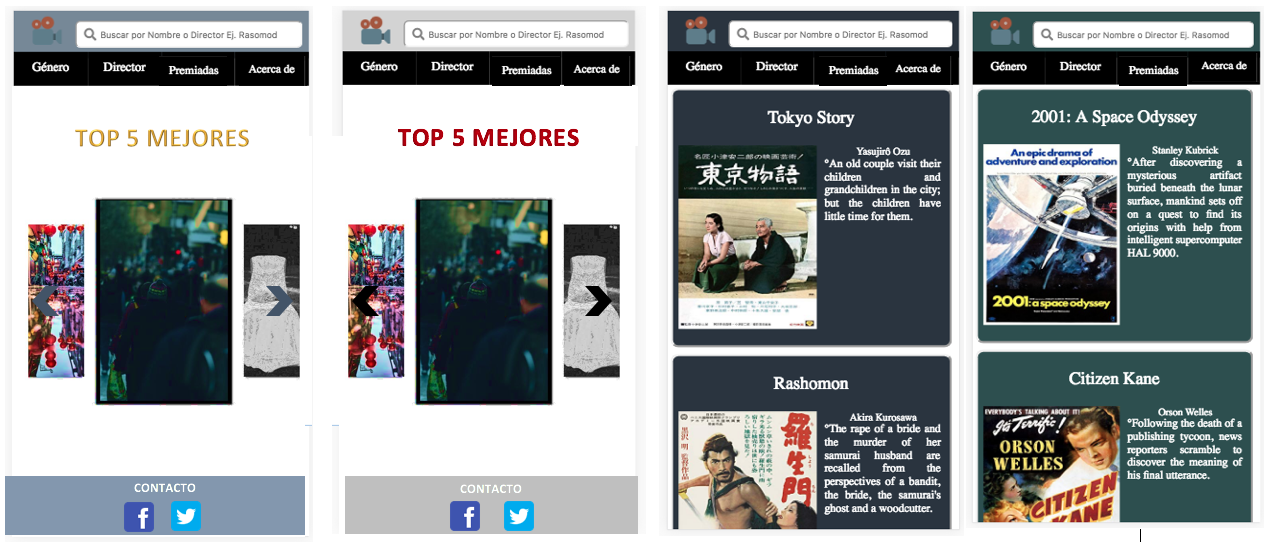 Buscar por Nombre o Director Ej. Rasomod
Género
Director
Premiadas
Acerca de
TOP 5 MEJORES
CONTACTO
Buscar por Nombre o Director Ej. Rasomod
Género
Director
Premiadas
Acerca de
TOP 5 MEJORES
CONTACTO
Buscar por Nombre o Director Ej. Rasomod
Género
Director
Premiadas
Acerca de
Tokyo Story
東京物語
Yasujirô Ozu
°An old couple visit their
children and
grandchildren in the city;
but the children have
little time for them.
Rashomon
羅生門
Akira Kurosawa
°The rape of a bride and
the murder of her
samurai husband are
recalled from the
perspectives of a bandit,
the bride, the samurai's
ghost and a woodcutter.
Buscar por Nombre o Director Ej. Rasomod
Género
Director
Premiadas
Acerca de
2001: A Space Odyssey
An epic drama of
adventure and exploration
2001: a space odyssey
Stanley Kubrick
°After discovering a
mysterious artifact
buried beneath the lunar
surface, mankind sets off
on a quest to find its
origins with help from
intelligent supercomputer
HAL 9000.
Citizen Kane
EVERYBODY'S TALKING ABOUT IT!
It's Terrific!
ORSON
WELLES
CITIZEN
KANE
Orson Welles
°Following the death of a
publishing tycoon, news
reporters scramble to
discover the meaning of
his final utterance.